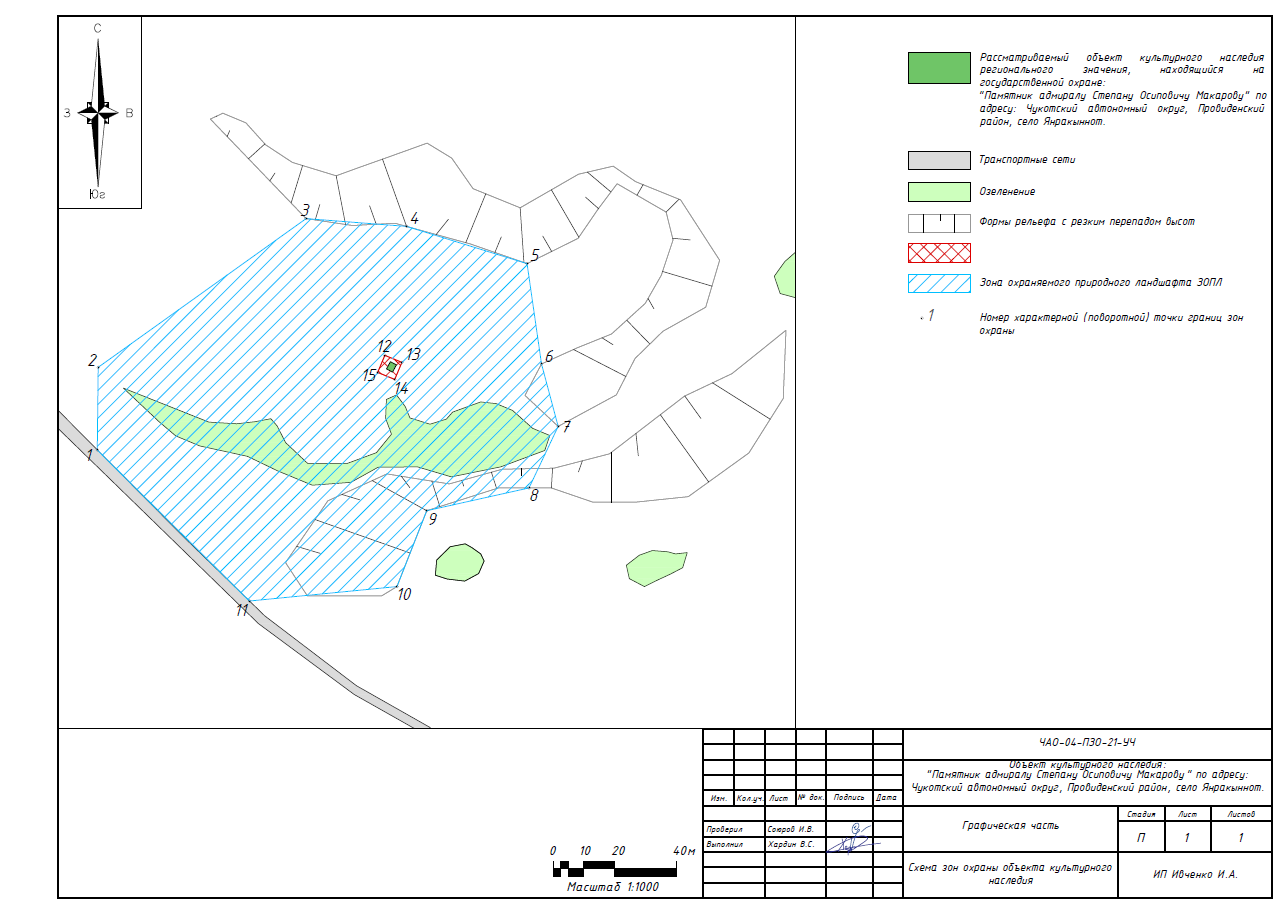 С
З
В
Юг
Рассматриваемый объект культурного наследия
регионального значения, находящийся на
государственной охране:
"Памятник адмиралу Степану Осиповичу Макарову" по
адресу: Чукотский автономный округ, Провиденский
район, село Янракыннот.
Транспортные сети
Озеленение
Формы рельефа с резким перепадом высот
Зона охраняемого природного ландшафта ЗОПЛ
1
Номер характерной (поворотной) точки границ зон
охраны
3
4
5
12
13
6
2
15
14
7
1
8
9
10
11
0 10 20 40м
Масштаб 1:1000
ЧАО-04-ПЗО-21-УЧ
Объект культурного наследия:
"Памятник адмиралу Степану Осиповичу Макарову" по адресу:
Чукотский автономный округ, Провиденский район, село Янракыннот.
Изм. Кол.уч. Лист № док. Подпись Дата
Проверил Сокров И.В.
Выполнил Хардин В.С.
Графическая часть
Стадия Лист Листов
П 1 1
Схема зон охраны объекта культурного
наследия
ИП Ивченко И.А.